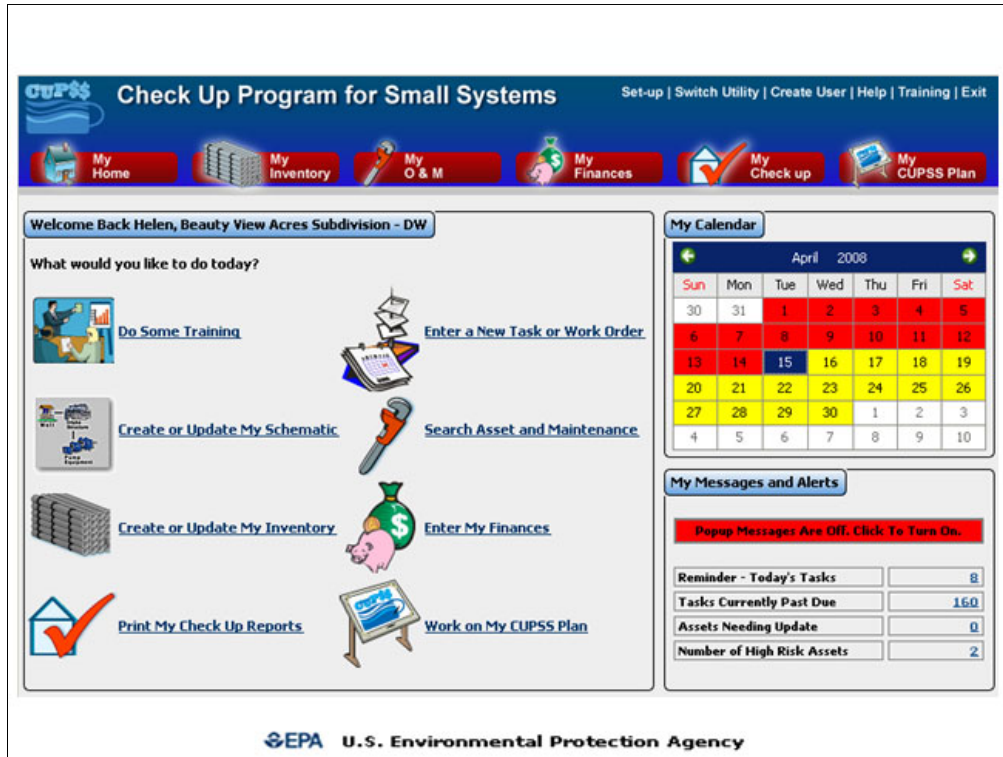 CUP$$
Check Up Program for Small Systems
Set-up | Switch Utility | Create User | Help | Training | Exit
My Home
My Inventory
My O & M
My Finances
My Check up
My CUPSS Plan
Welcome Back Helen, Beauty View Acres Subdivision - DW
What would you like to do today?
Do Some Training
Enter a New Task or Work Order
Create or Update My Schematic
Search Asset and Maintenance
Create or Update My Inventory
Enter My Finances
Print My Check Up Reports
Work on My CUPSS Plan
My Calendar
April 2008
Sun Mon Tue Wed Thu Fri Sat
30 31 1 2 3 4 5
6 7 8 9 10 11 12
13 14 15 16 17 18 19
20 21 22 23 24 25 26
27 28 29 30 1 2 3
4 5 6 7 8 9 10
My Messages and Alerts
Popup Messages Are Off. Click To Turn On.
Reminder - Today's Tasks 8
Tasks Currently Past Due 160
Assets Needing Update 0
Number of High Risk Assets 2
EPA U.S. Environmental Protection Agency